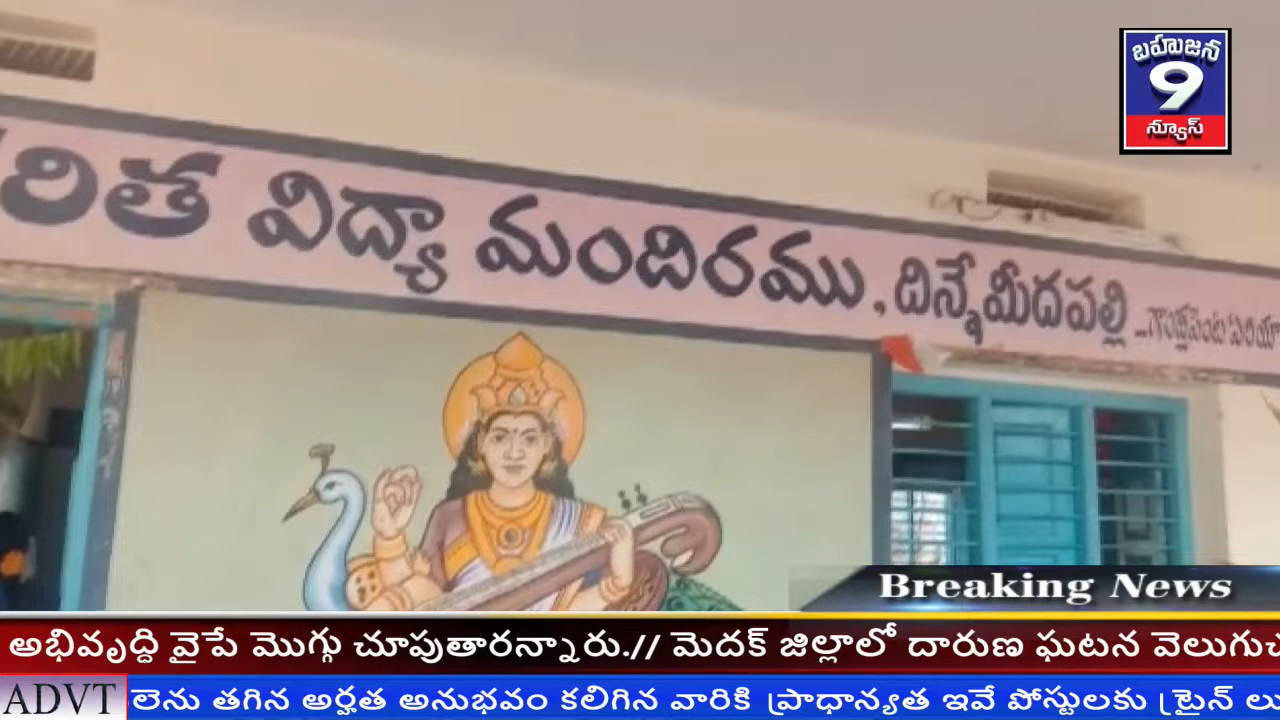 బహుజన
9
న్యూస్
రిత విద్యా మందిరము, దిన్నేమీదపల్లి
Breaking News
అభివృద్ధి వైపే మొగ్గు చూపుతారన్నారు.// మెదక్ జిల్లాలో దారుణ ఘటన వెలుగు
ADVT లెను తగిన అర్హత అనుభవం కలిగిన వారికి ప్రాధాన్యత ఇవే పోస్టులకు ట్రైన్ లు